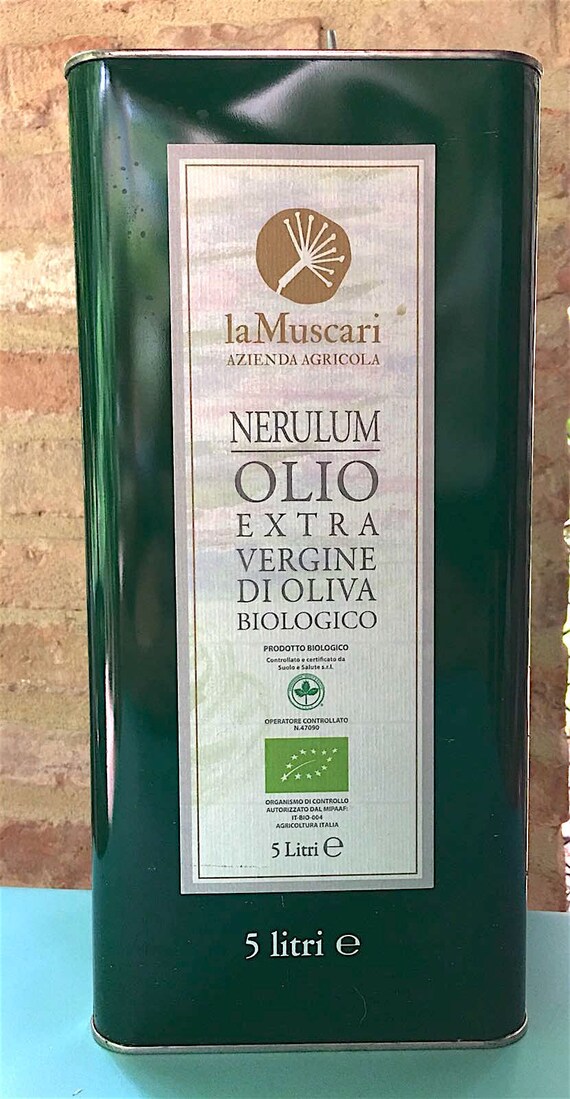 laMuscari
AZIENDA AGRICOLA
NERULUM
OLIO
EXTRA
VERGINE
DI OLIVA
BIOLOGICO
PRODOTTO BIOLOGICO
Controllato e certificato da
Suolo e Salute s.r.l.
OPERATORE CONTROLLATO
N.47090
ORGANISMO DI CONTROLLO
AUTORIZZATO DAL MIPAAF:
IT-BIO-004
AGRICOLTURA ITALIA
5 Litri ℮
5 litri ℮